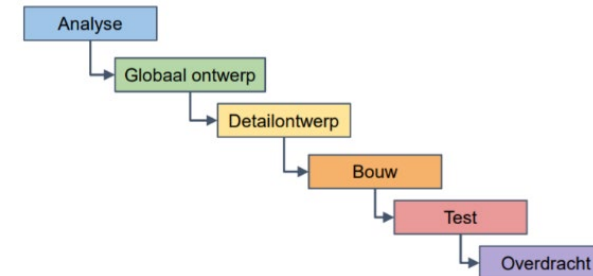 Analyse
Globaal ontwerp
Detailontwerp
Bouw
Test
Overdracht